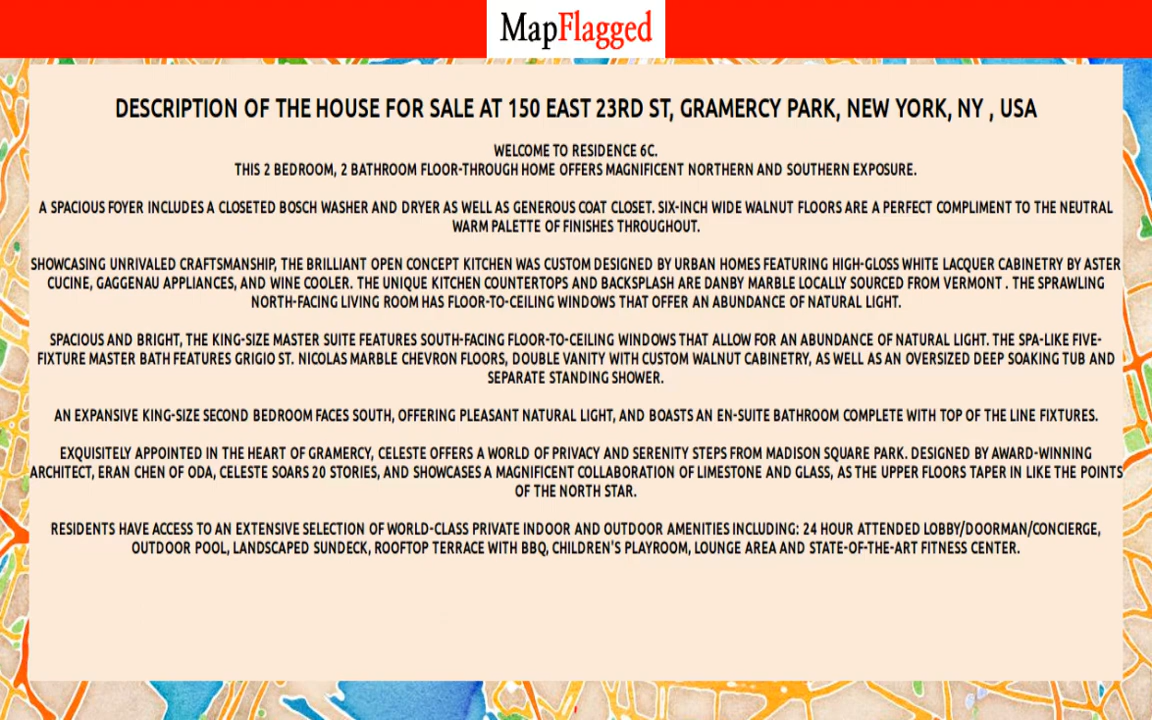 MapFlagged
DESCRIPTION OF THE HOUSE FOR SALE AT 150 EAST 23RD ST, GRAMERCY PARK, NEW YORK, NY , USA
WELCOME TO RESIDENCE 6C.
THIS 2 BEDROOM, 2 BATHROOM FLOOR-THROUGH HOME OFFERS MAGNIFICENT NORTHERN AND SOUTHERN EXPOSURE.
A SPACIOUS FOYER INCLUDES A CLOSETED BOSCH WASHER AND DRYER AS WELL AS GENEROUS COAT CLOSET. SIX-INCH WIDE WALNUT FLOORS ARE A PERFECT COMPLIMENT TO THE NEUTRAL
WARM PALETTE OF FINISHES THROUGHOUT.
SHOWCASING UNRIVALED CRAFTSMANSHIP, THE BRILLIANT OPEN CONCEPT KITCHEN WAS CUSTOM DESIGNED BY URBAN HOMES FEATURING HIGH-GLOSS WHITE LACQUER CABINETRY BY ASTER
CUCINE, GAGGENAU APPLIANCES, AND WINE COOLER. THE UNIQUE KITCHEN COUNTERTOPS AND BACKSPLASH ARE DANBY MARBLE LOCALLY SOURCED FROM VERMONT . THE SPRAWLING
NORTH-FACING LIVING ROOM HAS FLOOR-TO-CEILING WINDOWS THAT OFFER AN ABUNDANCE OF NATURAL LIGHT.
SPACIOUS AND BRIGHT, THE KING-SIZE MASTER SUITE FEATURES SOUTH-FACING FLOOR-TO-CEILING WINDOWS THAT ALLOW FOR AN ABUNDANCE OF NATURAL LIGHT. THE SPA-LIKE FIVE-
FIXTURE MASTER BATH FEATURES GRIGIO ST. NICOLAS MARBLE CHEVRON FLOORS, DOUBLE VANITY WITH CUSTOM WALNUT CABINETRY, AS WELL AS AN OVERSIZED DEEP SOAKING TUB AND
SEPARATE STANDING SHOWER.
AN EXPANSIVE KING-SIZE SECOND BEDROOM FACES SOUTH, OFFERING PLEASANT NATURAL LIGHT, AND BOASTS AN EN-SUITE BATHROOM COMPLETE WITH TOP OF THE LINE FIXTURES.
EXQUISITELY APPOINTED IN THE HEART OF GRAMERCY, CELESTE OFFERS A WORLD OF PRIVACY AND SERENITY STEPS FROM MADISON SQUARE PARK. DESIGNED BY AWARD-WINNING
ARCHITECT, ERAN CHEN OF ODA, CELESTE SOARS 20 STORIES, AND SHOWCASES A MAGNIFICENT COLLABORATION OF LIMESTONE AND GLASS, AS THE UPPER FLOORS TAPER IN LIKE THE POINTS
OF THE NORTH STAR.
RESIDENTS HAVE ACCESS TO AN EXTENSIVE SELECTION OF WORLD-CLASS PRIVATE INDOOR AND OUTDOOR AMENITIES INCLUDING: 24 HOUR ATTENDED LOBBY/DOORMAN/CONCIERGE,
OUTDOOR POOL, LANDSCAPED SUNDECK, ROOFTOP TERRACE WITH BBQ, CHILDREN'S PLAYROOM, LOUNGE AREA AND STATE-OF-THE-ART FITNESS CENTER.